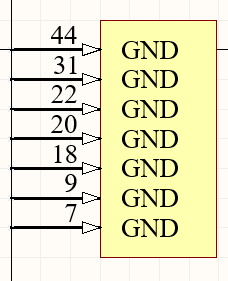 44 GND
31 GND
22 GND
20 GND
18 GND
9 GND
7 GND